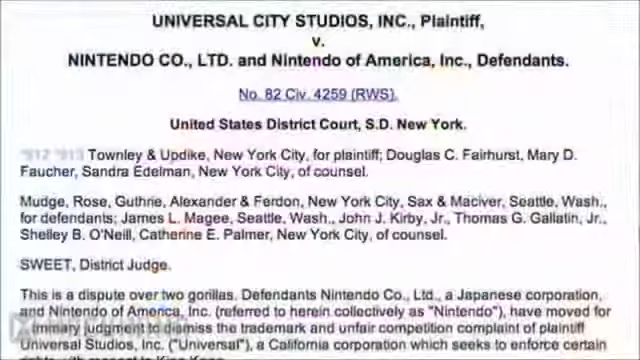 UNIVERSAL CITY STUDIOS, INC., Plaintiff,
v.
NINTENDO CO., LTD. and Nintendo of America, Inc., Defendants.
No. 82 Civ. 4259 (RWS).
United States District Court, S.D. New York.
*912 *913 Townley & Updike, New York City, for plaintiff; Douglas C. Fairhurst, Mary D.
Faucher, Sandra Edelman, New York City, of counsel.
Mudge, Rose, Guthrie, Alexander & Ferdon, New York City, Sax & Maciver, Seattle, Wash.,
for defendants; James L. Magee, Seattle, Wash., John J. Kirby, Jr., Thomas G. Gallatin, Jr.,
Shelley B. O'Neill, Catherine E. Palmer, New York City, of counsel.
SWEET, District Judge.
This is a dispute over two gorillas. Defendants Nintendo Co., Ltd., a Japanese corporation,
and Nintendo of America, Inc. (referred to herein collectively as "Nintendo"), have moved for
judgment to dismiss the trademark and unfair competition complaint of plaintiff
Universal Studios, Inc. ("Universal"), a California corporation which seeks to enforce certain